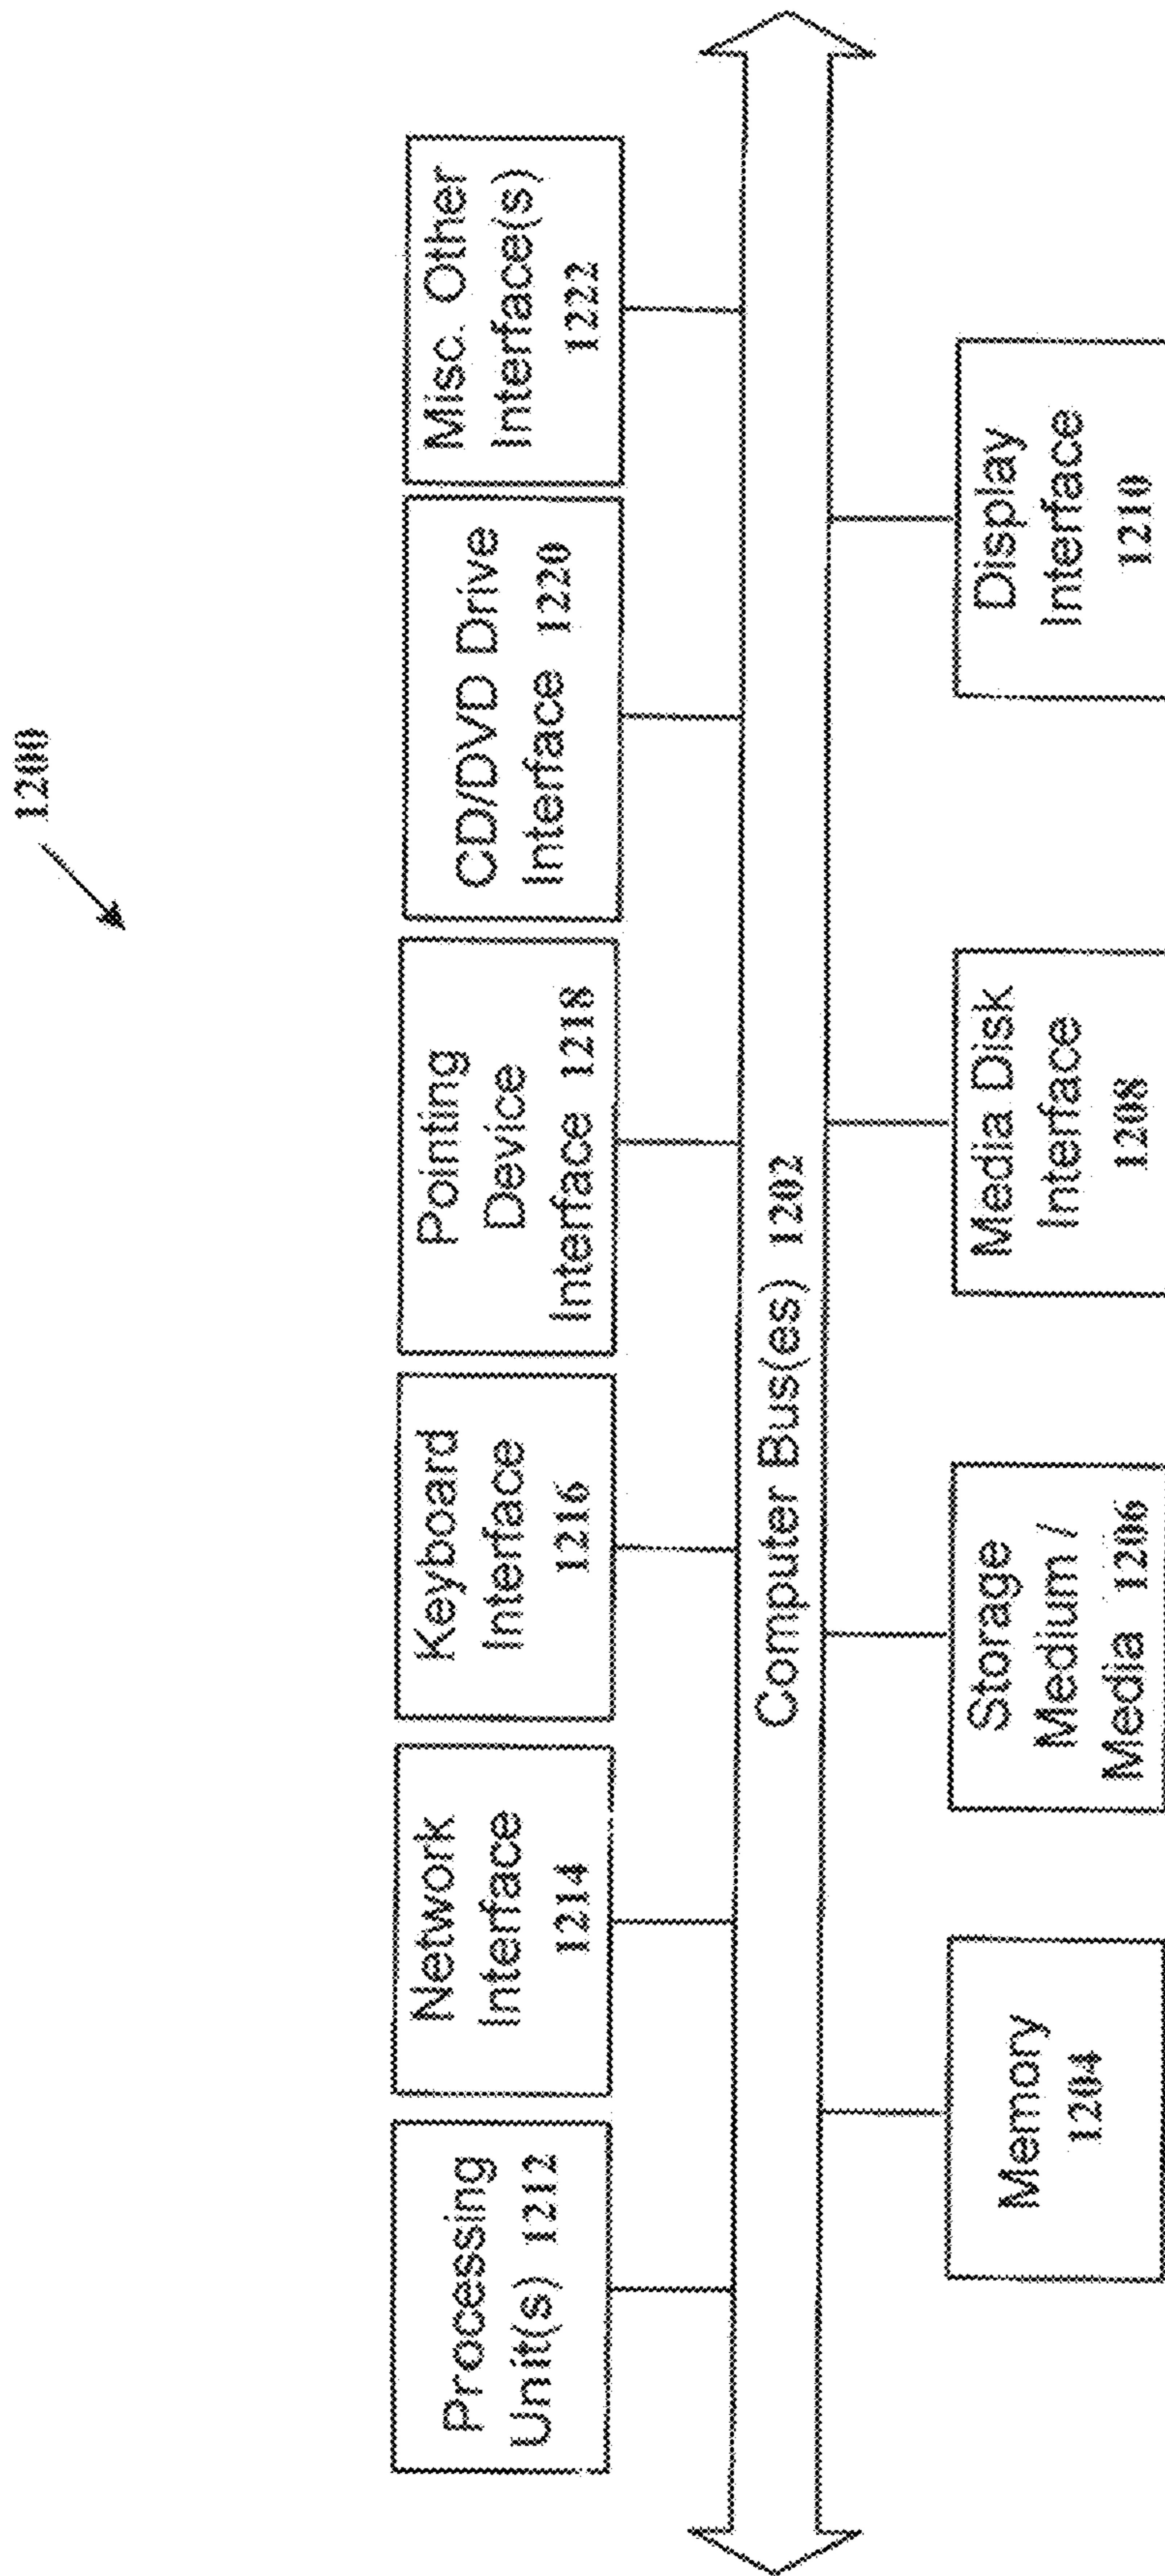 1200
Processing
Unit(s) 1212
Network
Interface
1214
Keyboard
Interface
1216
Pointing
Device
Interface 1218
CD/DVD Drive
Interface 1220
Misc. Other
Interface(s)
1222
Computer Bus(es) 1202
Memory
1204
Storage
Medium /
Media 1206
Media Disk
Interface
1208
Display
Interface
1210